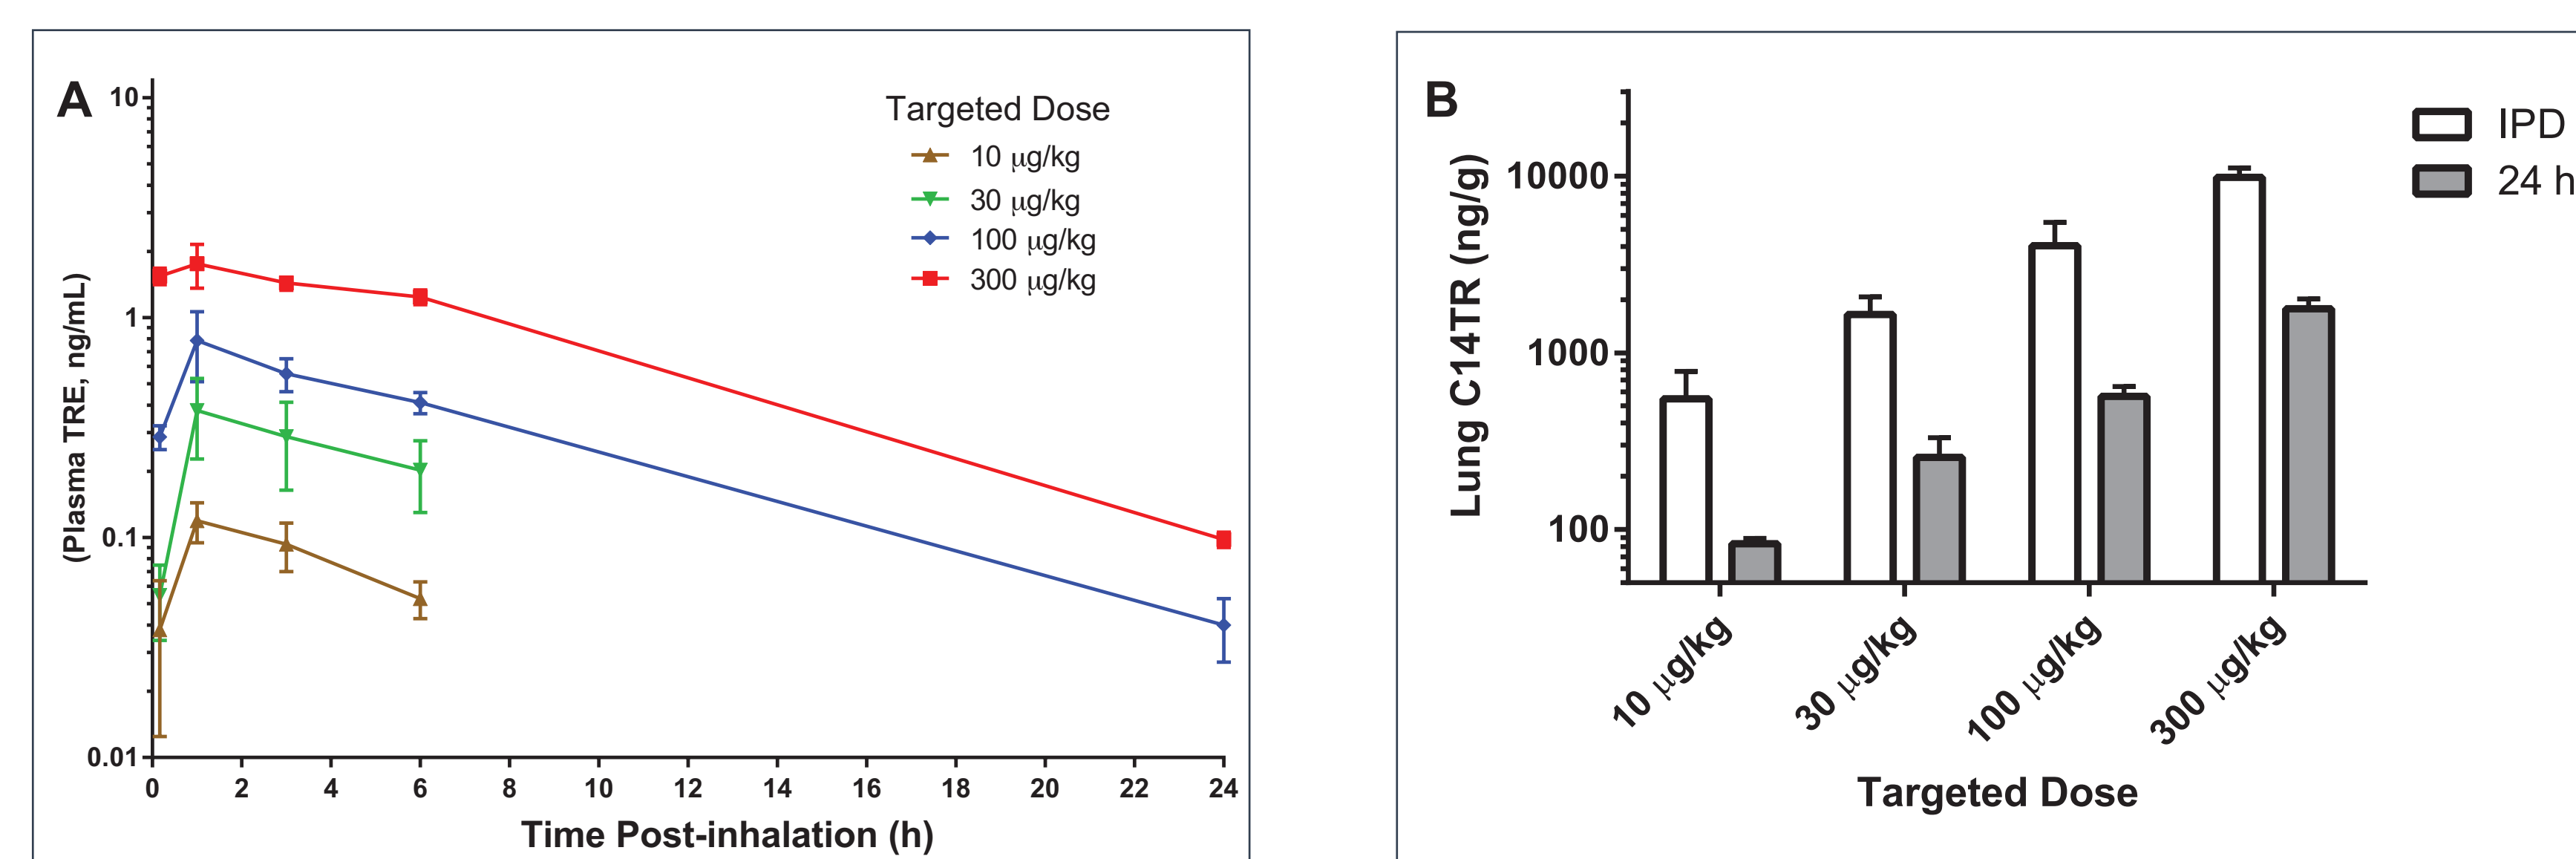 A
10
1
0.1
0.01
(Plasma TRE, ng/mL)
Targeted Dose
10 μg/kg
30 μg/kg
100 μg/kg
300 μg/kg
0 2 4 6 8 10 12 14 16 18 20 22 24
Time Post-inhalation (h)
B
10000
1000
100
Lung C14TR (ng/g)
IPD
24 h
10 μg/kg
30 μg/kg
100 μg/kg
300 μg/kg
Targeted Dose